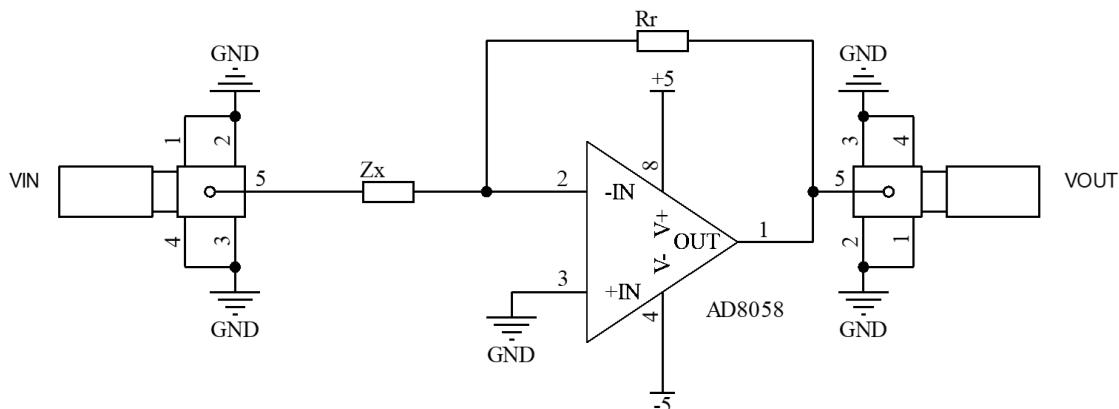 Rr
GND
+5
GND
1
2
3
4
8
VIN
5
Zx
2
-IN
5
VOUT
V+
OUT
1
V-
4
3
3
+IN
2
1
4
AD8058
GND
GND
GND
-5